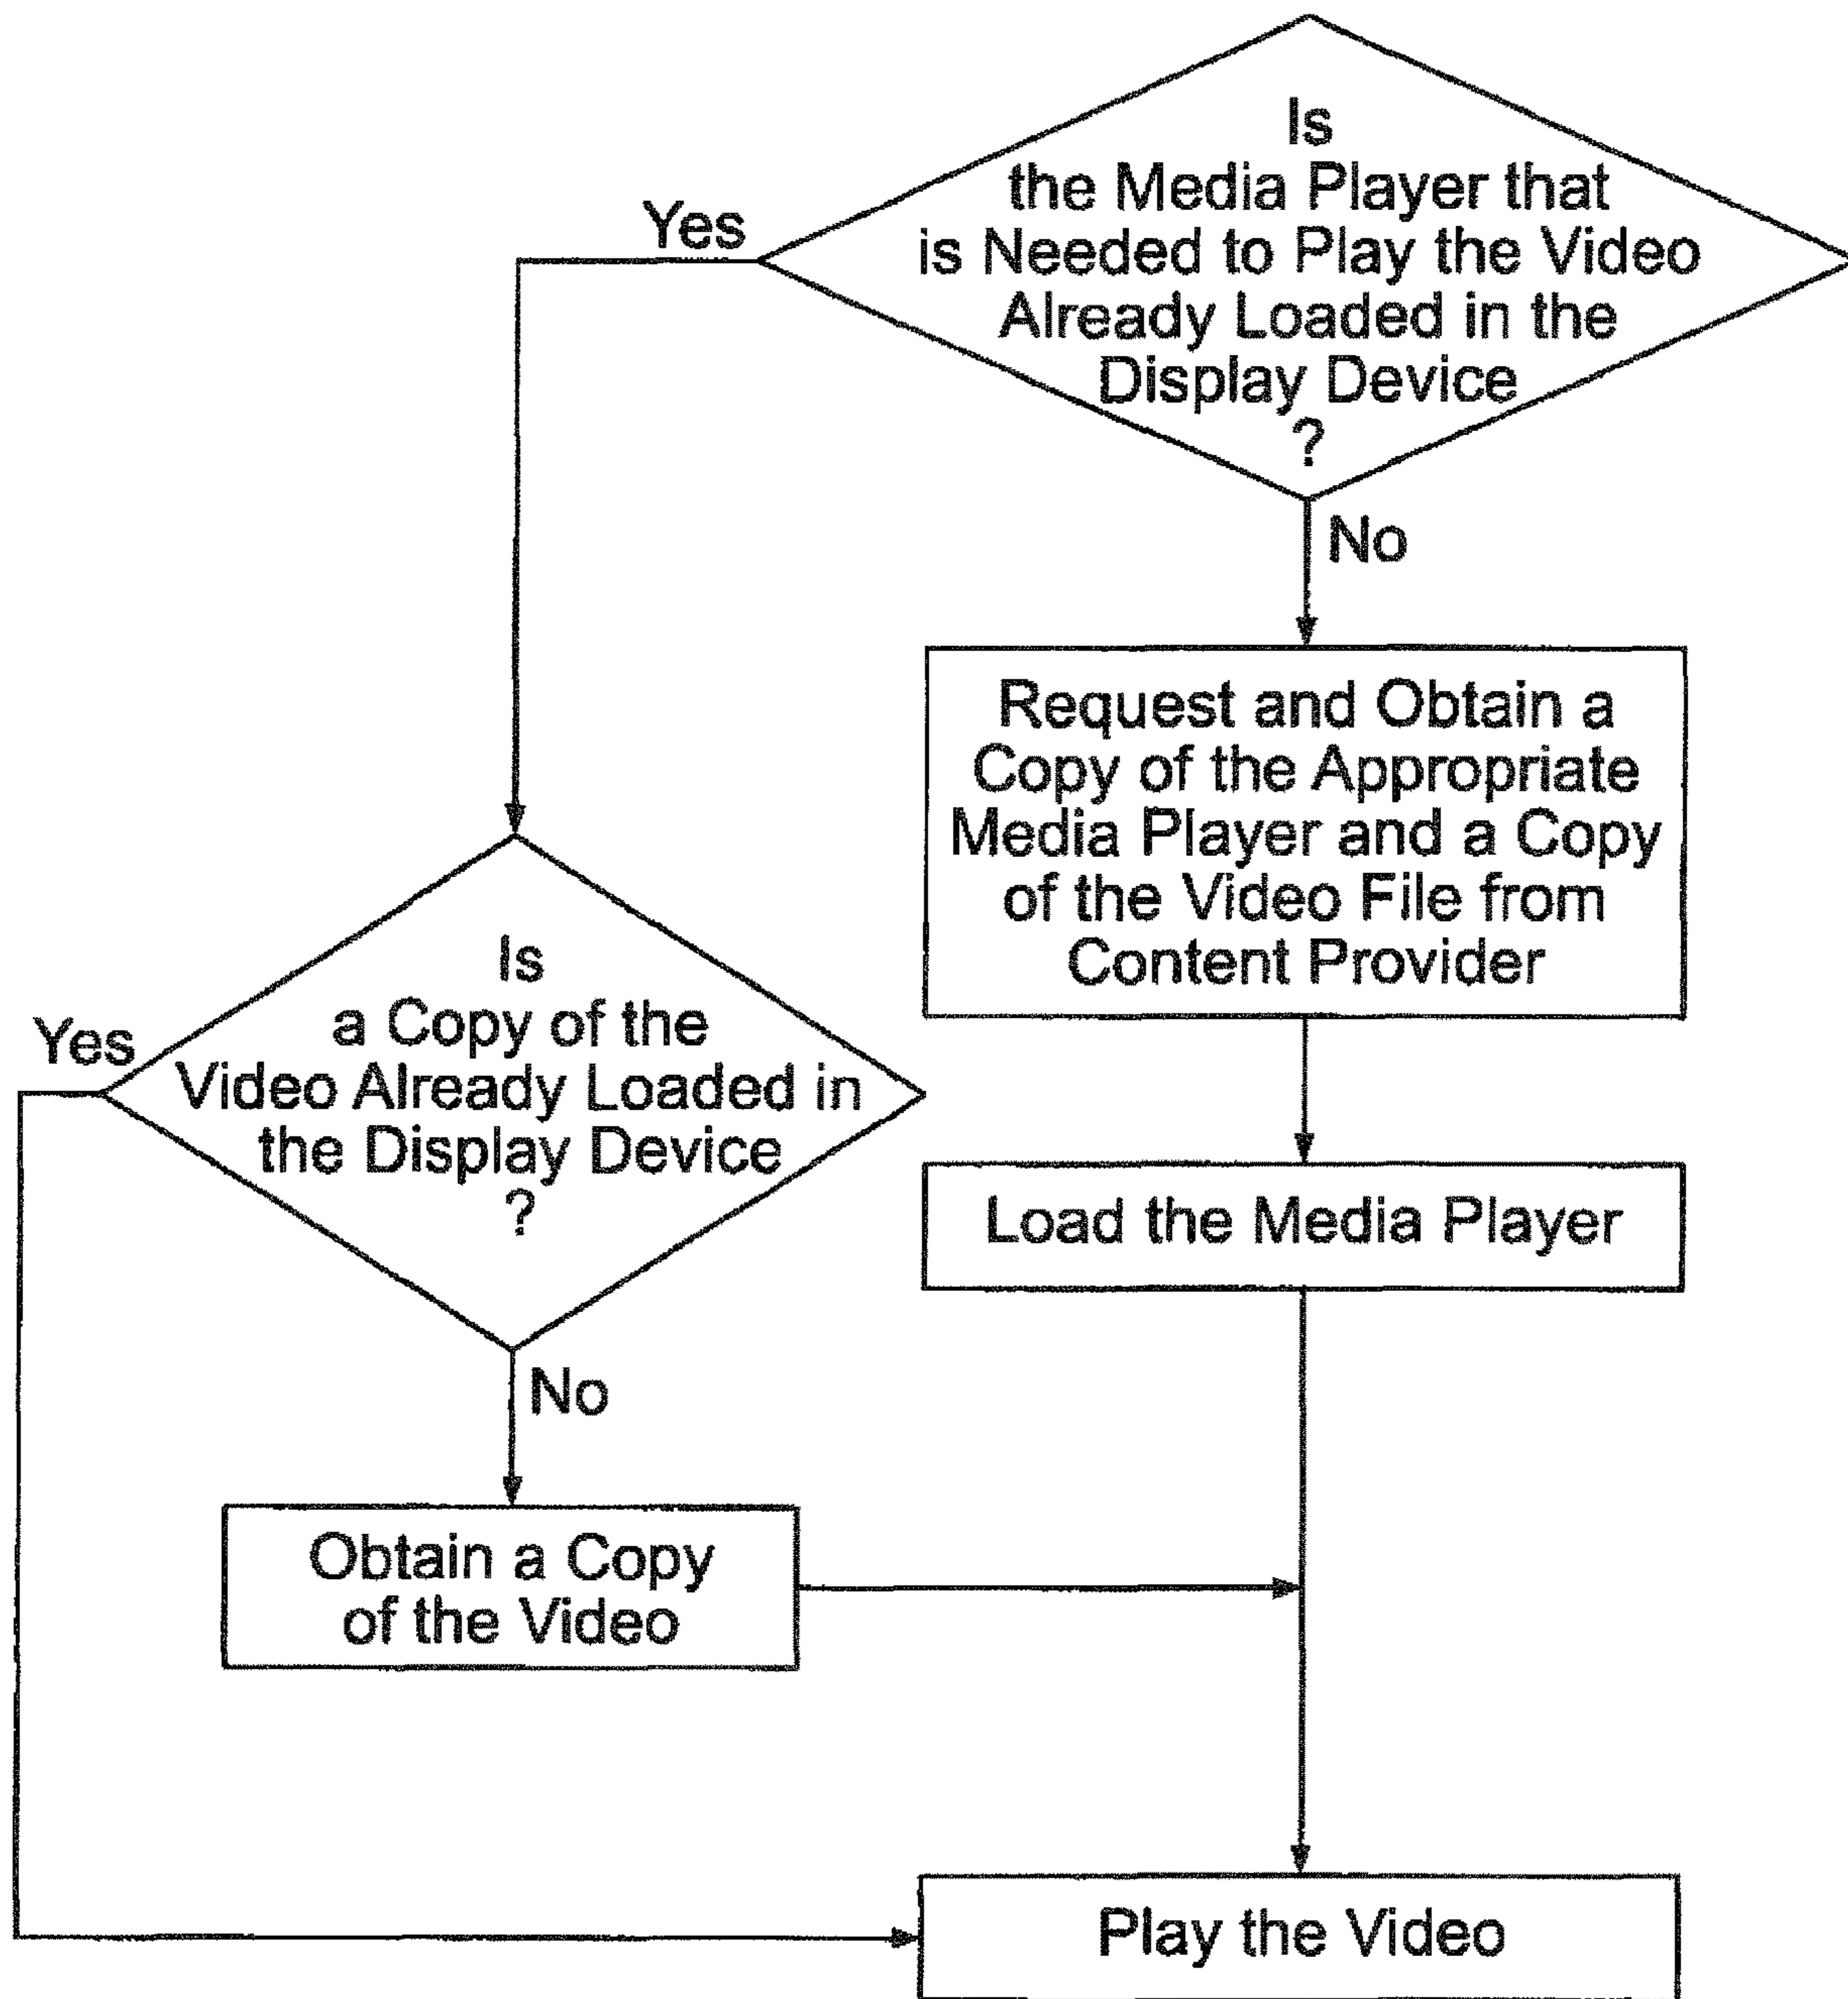 Is
the Media Player that
is Needed to Play the Video
Already Loaded in the
Display Device
?
Yes
No
Request and Obtain a
Copy of the Appropriate
Media Player and a Copy
of the Video File from
Content Provider
Is
a Copy of the
Video Already Loaded in
the Display Device
?
Yes
No
Load the Media Player
Obtain a Copy
of the Video
Play the Video